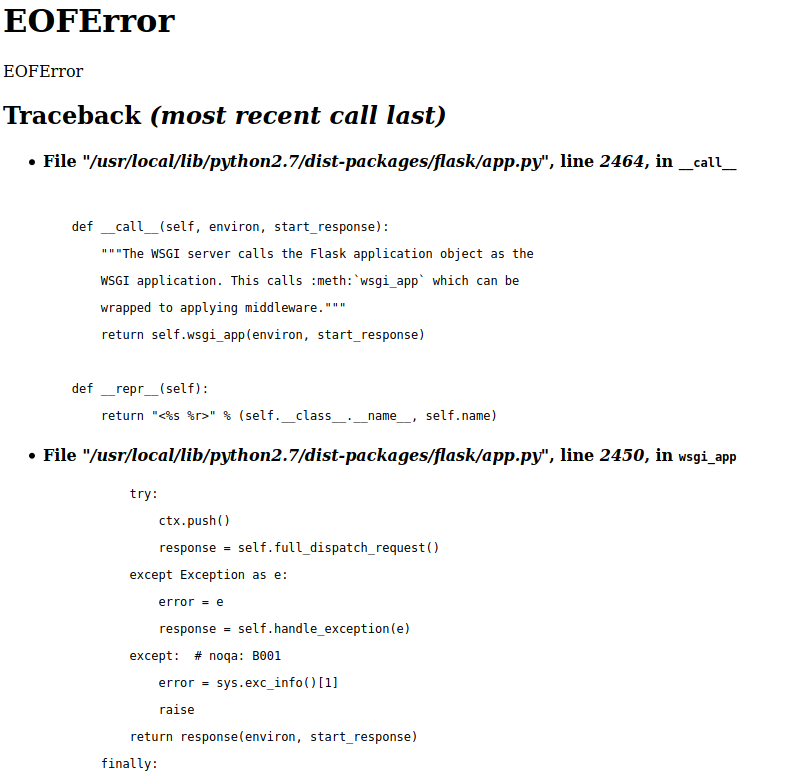 EOFError
EOFError
Traceback (most recent call last)
• File "/usr/local/lib/python2.7/dist-packages/flask/app.py", line 2464, in __call__
def __call__(self, environ, start_response):
"""The WSGI server calls the Flask application object as the
WSGI application. This calls :meth:`wsgi_app` which can be
wrapped to applying middleware."""
return self.wsgi_app(environ, start_response)
def __repr__(self):
return "<%s %r>" % (self.__class__.__name__, self.name)
• File "/usr/local/lib/python2.7/dist-packages/flask/app.py", line 2450, in wsgi_app
try:
ctx.push()
response = self.full_dispatch_request()
except Exception as e:
error = e
response = self.handle_exception(e)
except:  # noqa: B001
error = sys.exc_info()[1]
raise
return response(environ, start_response)
finally: